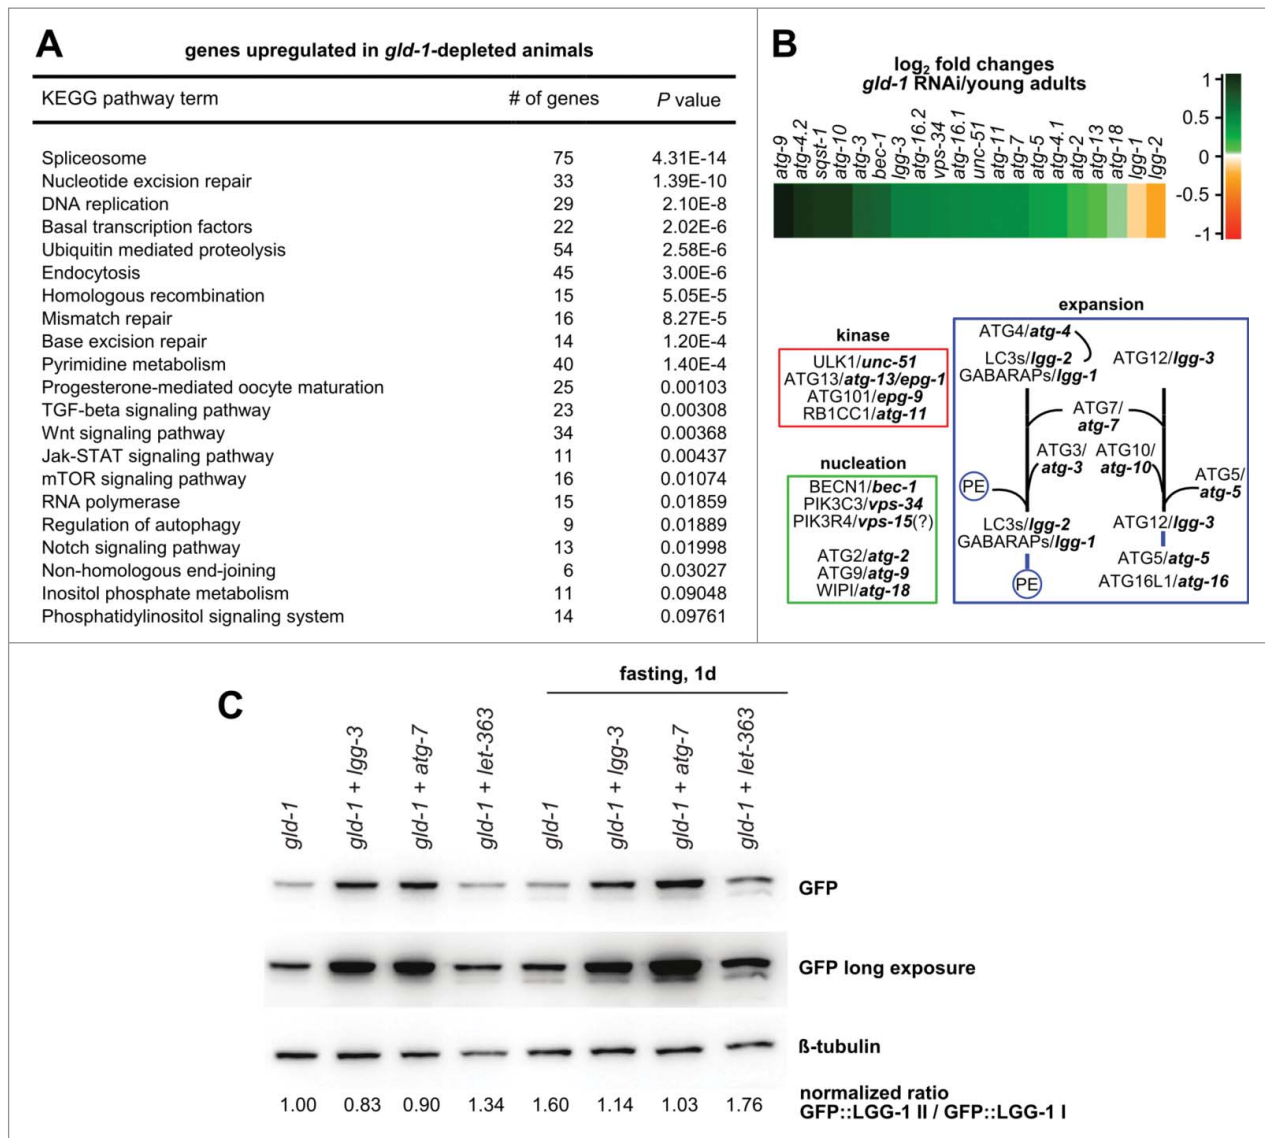 A
genes upregulated in gld-1-depleted animals
KEGG pathway term # of genes P value
Spliceosome 75 4.31E-14
Nucleotide excision repair 33 1.39E-10
DNA replication 29 2.10E-8
Basal transcription factors 22 2.02E-6
Ubiquitin mediated proteolysis 54 2.58E-6
Endocytosis 45 3.00E-6
Homologous recombination 15 5.05E-5
Mismatch repair 16 8.27E-5
Base excision repair 14 1.20E-4
Pyrimidine metabolism 40 1.40E-4
Progesterone-mediated oocyte maturation 25 0.00103
TGF-beta signaling pathway 23 0.00308
Wnt signaling pathway 34 0.00368
Jak-STAT signaling pathway 11 0.00437
mTOR signaling pathway 16 0.01074
RNA polymerase 15 0.01859
Regulation of autophagy 9 0.01889
Notch signaling pathway 13 0.01998
Non-homologous end-joining 6 0.03027
Inositol phosphate metabolism 11 0.09048
Phosphatidylinositol signaling system 14 0.09761
B
log2 fold changes
gld-1 RNAi/young adults
atg-9
atg-4.2
sqst-1
atg-10
atg-3
bec-1
lgg-3
atg-16.2
vps-34
atg-16.1
unc-51
atg-11
atg-7
atg-5
atg-4.1
atg-2
atg-13
atg-18
lgg-1
lgg-2
1
0.5
0
-0.5
-1
kinase
ULK1/unc-51
ATG13/atg-13/epg-1
ATG101/epg-9
RB1CC1/atg-11
nucleation
BECN1/bec-1
PIK3C3/vps-34
PIK3R4/vps-15(?)
ATG2/atg-2
ATG9/atg-9
WIPI/atg-18
expansion
ATG4/atg-4
LC3s/lgg-2
GABARAPs/lgg-1
ATG12/lgg-3
ATG7/
atg-7
ATG3/
atg-3
ATG10/
atg-10
ATG5/
atg-5
PE
LC3s/lgg-2
GABARAPs/lgg-1
PE
ATG12/lgg-3
ATG5/atg-5
ATG16L1/atg-16
C
fasting, 1d
gld-1
gld-1 + lgg-3
gld-1 + atg-7
gld-1 + let-363
gld-1
gld-1 + lgg-3
gld-1 + atg-7
gld-1 + let-363
GFP
GFP long exposure
ß-tubulin
1.00 0.83 0.90 1.34 1.60 1.14 1.03 1.76
normalized ratio
GFP::LGG-1 II / GFP::LGG-1 I